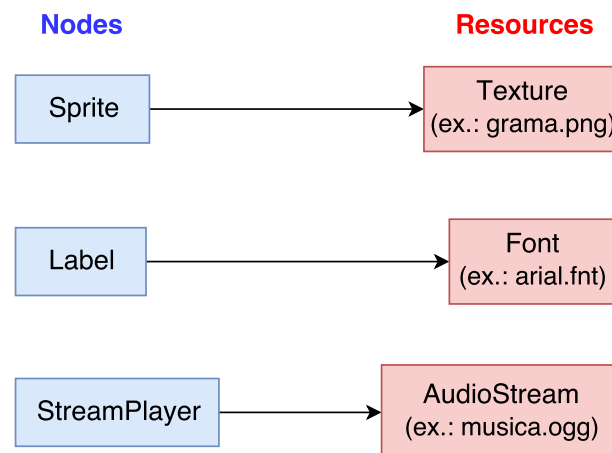 Nodes
Resources
Sprite
Texture
(ex.: grama.png)
Label
Font
(ex.: arial.fnt)
StreamPlayer
AudioStream
(ex.: musica.ogg)